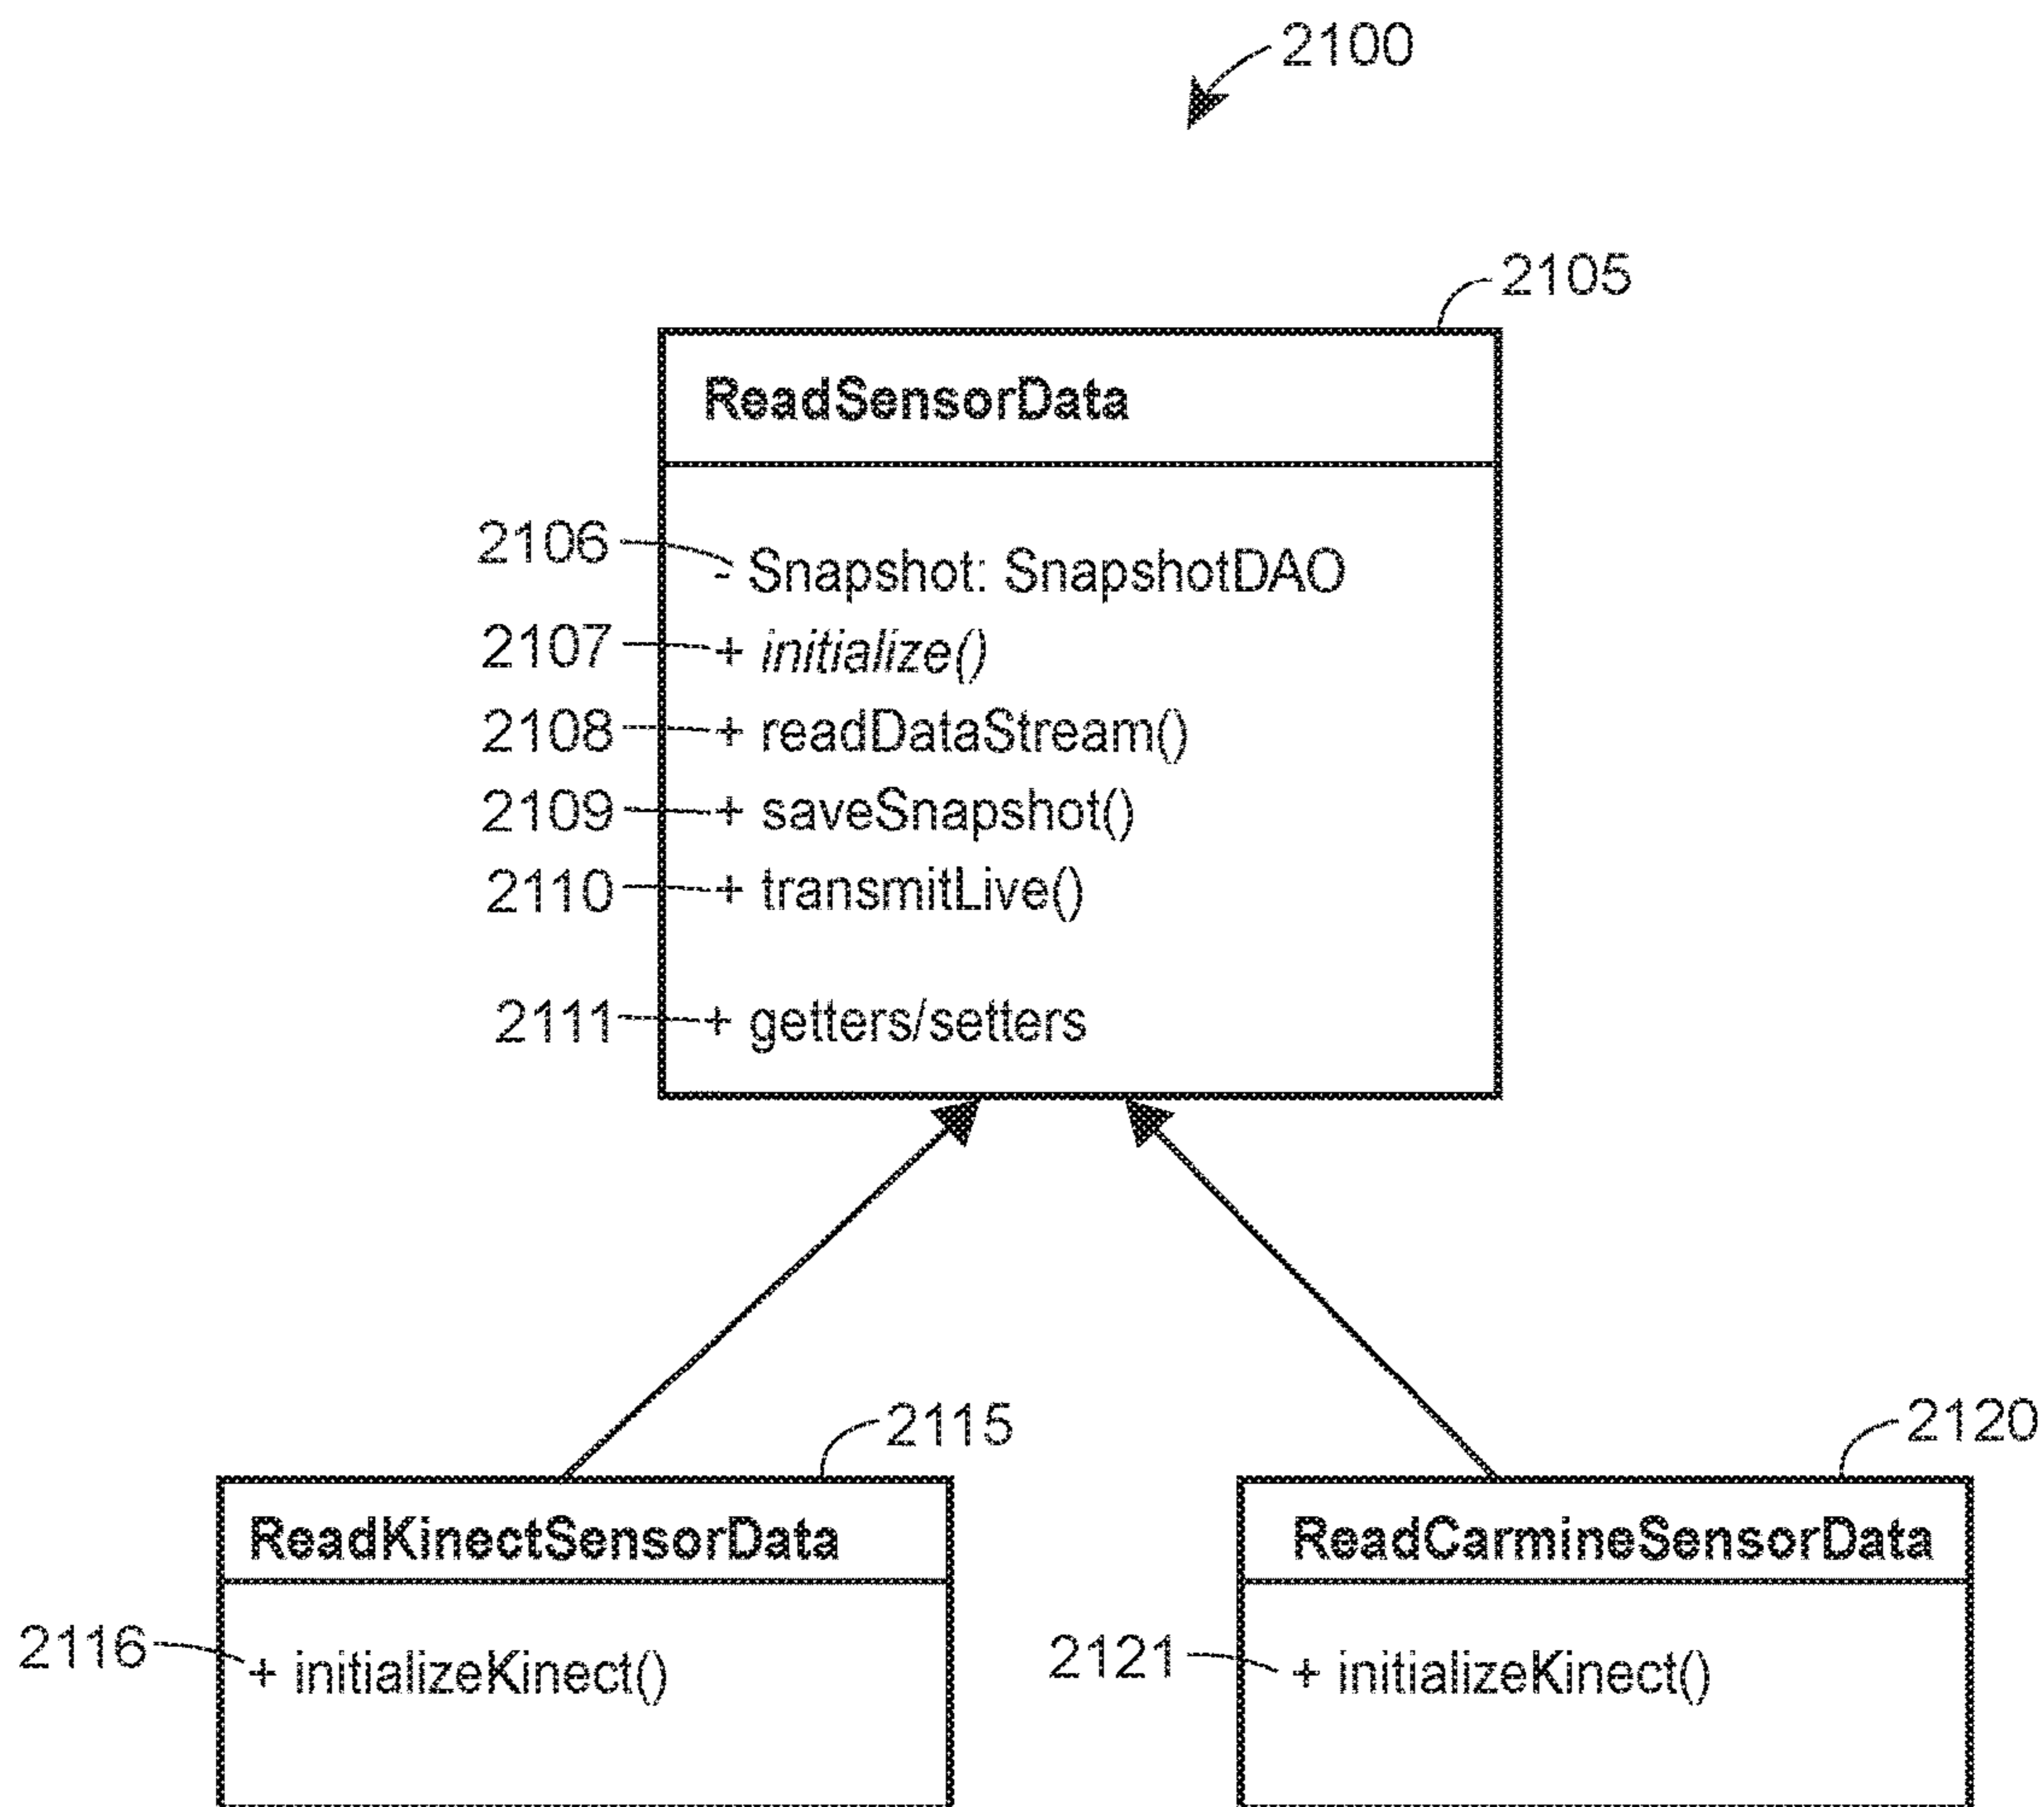 2100
2105
ReadSensorData
2106 - Snapshot: SnapshotDAO
2107 + initialize()
2108 + readDataStream()
2109 + saveSnapshot()
2110 + transmitLive()
2111 + getters/setters
2115
2120
ReadKinectSensorData
ReadCarmineSensorData
2116 + initializeKinect()
2121 + initializeKinect()